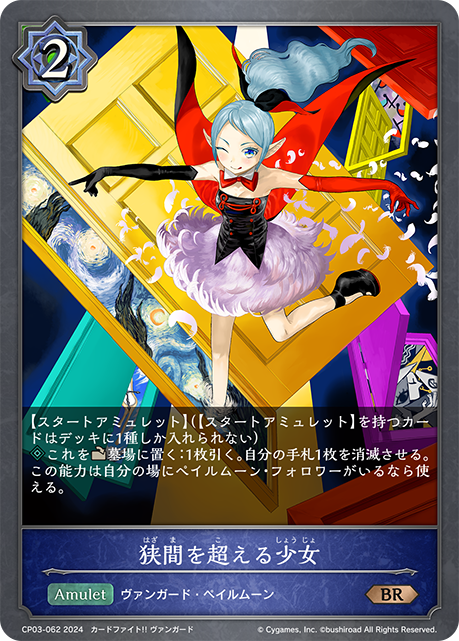 2
【スタートアミュレット】(【スタートアミュレット】を持つカー
ドはデッキに1種しか入れられない)
これを墓場に置く:1枚引く。自分の手札1枚を消滅させる。
この能力は自分の場にペイルムーン・フォロワーがいるなら使
える。
はざま こ しょうじょ
狭間を超える少女
Amulet ヴァンガード・ペイルムーン BR
CP03-062 2024 カードファイト!! ヴァンガード © Cygames, Inc. ©bushiroad All Rights Reserved.